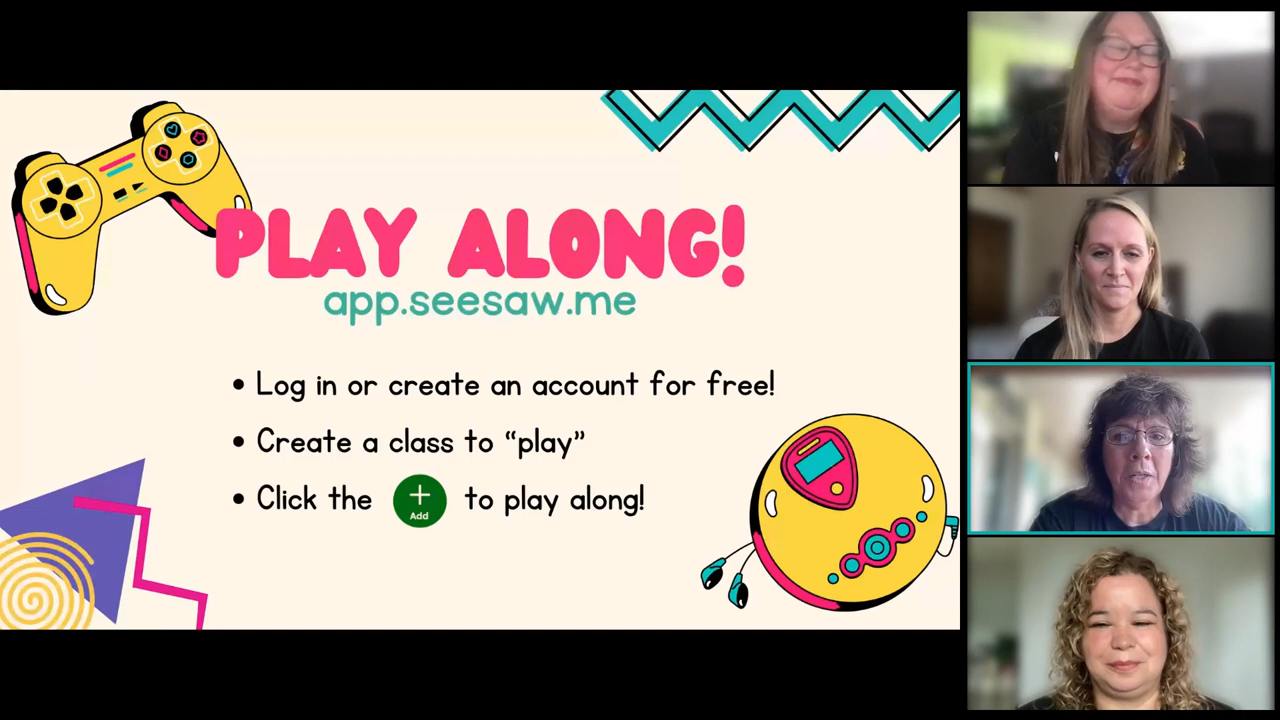 PLAY ALONG!
app.seesaw.me
• Log in or create an account for free!
• Create a class to “play”
• Click the + Add to play along!